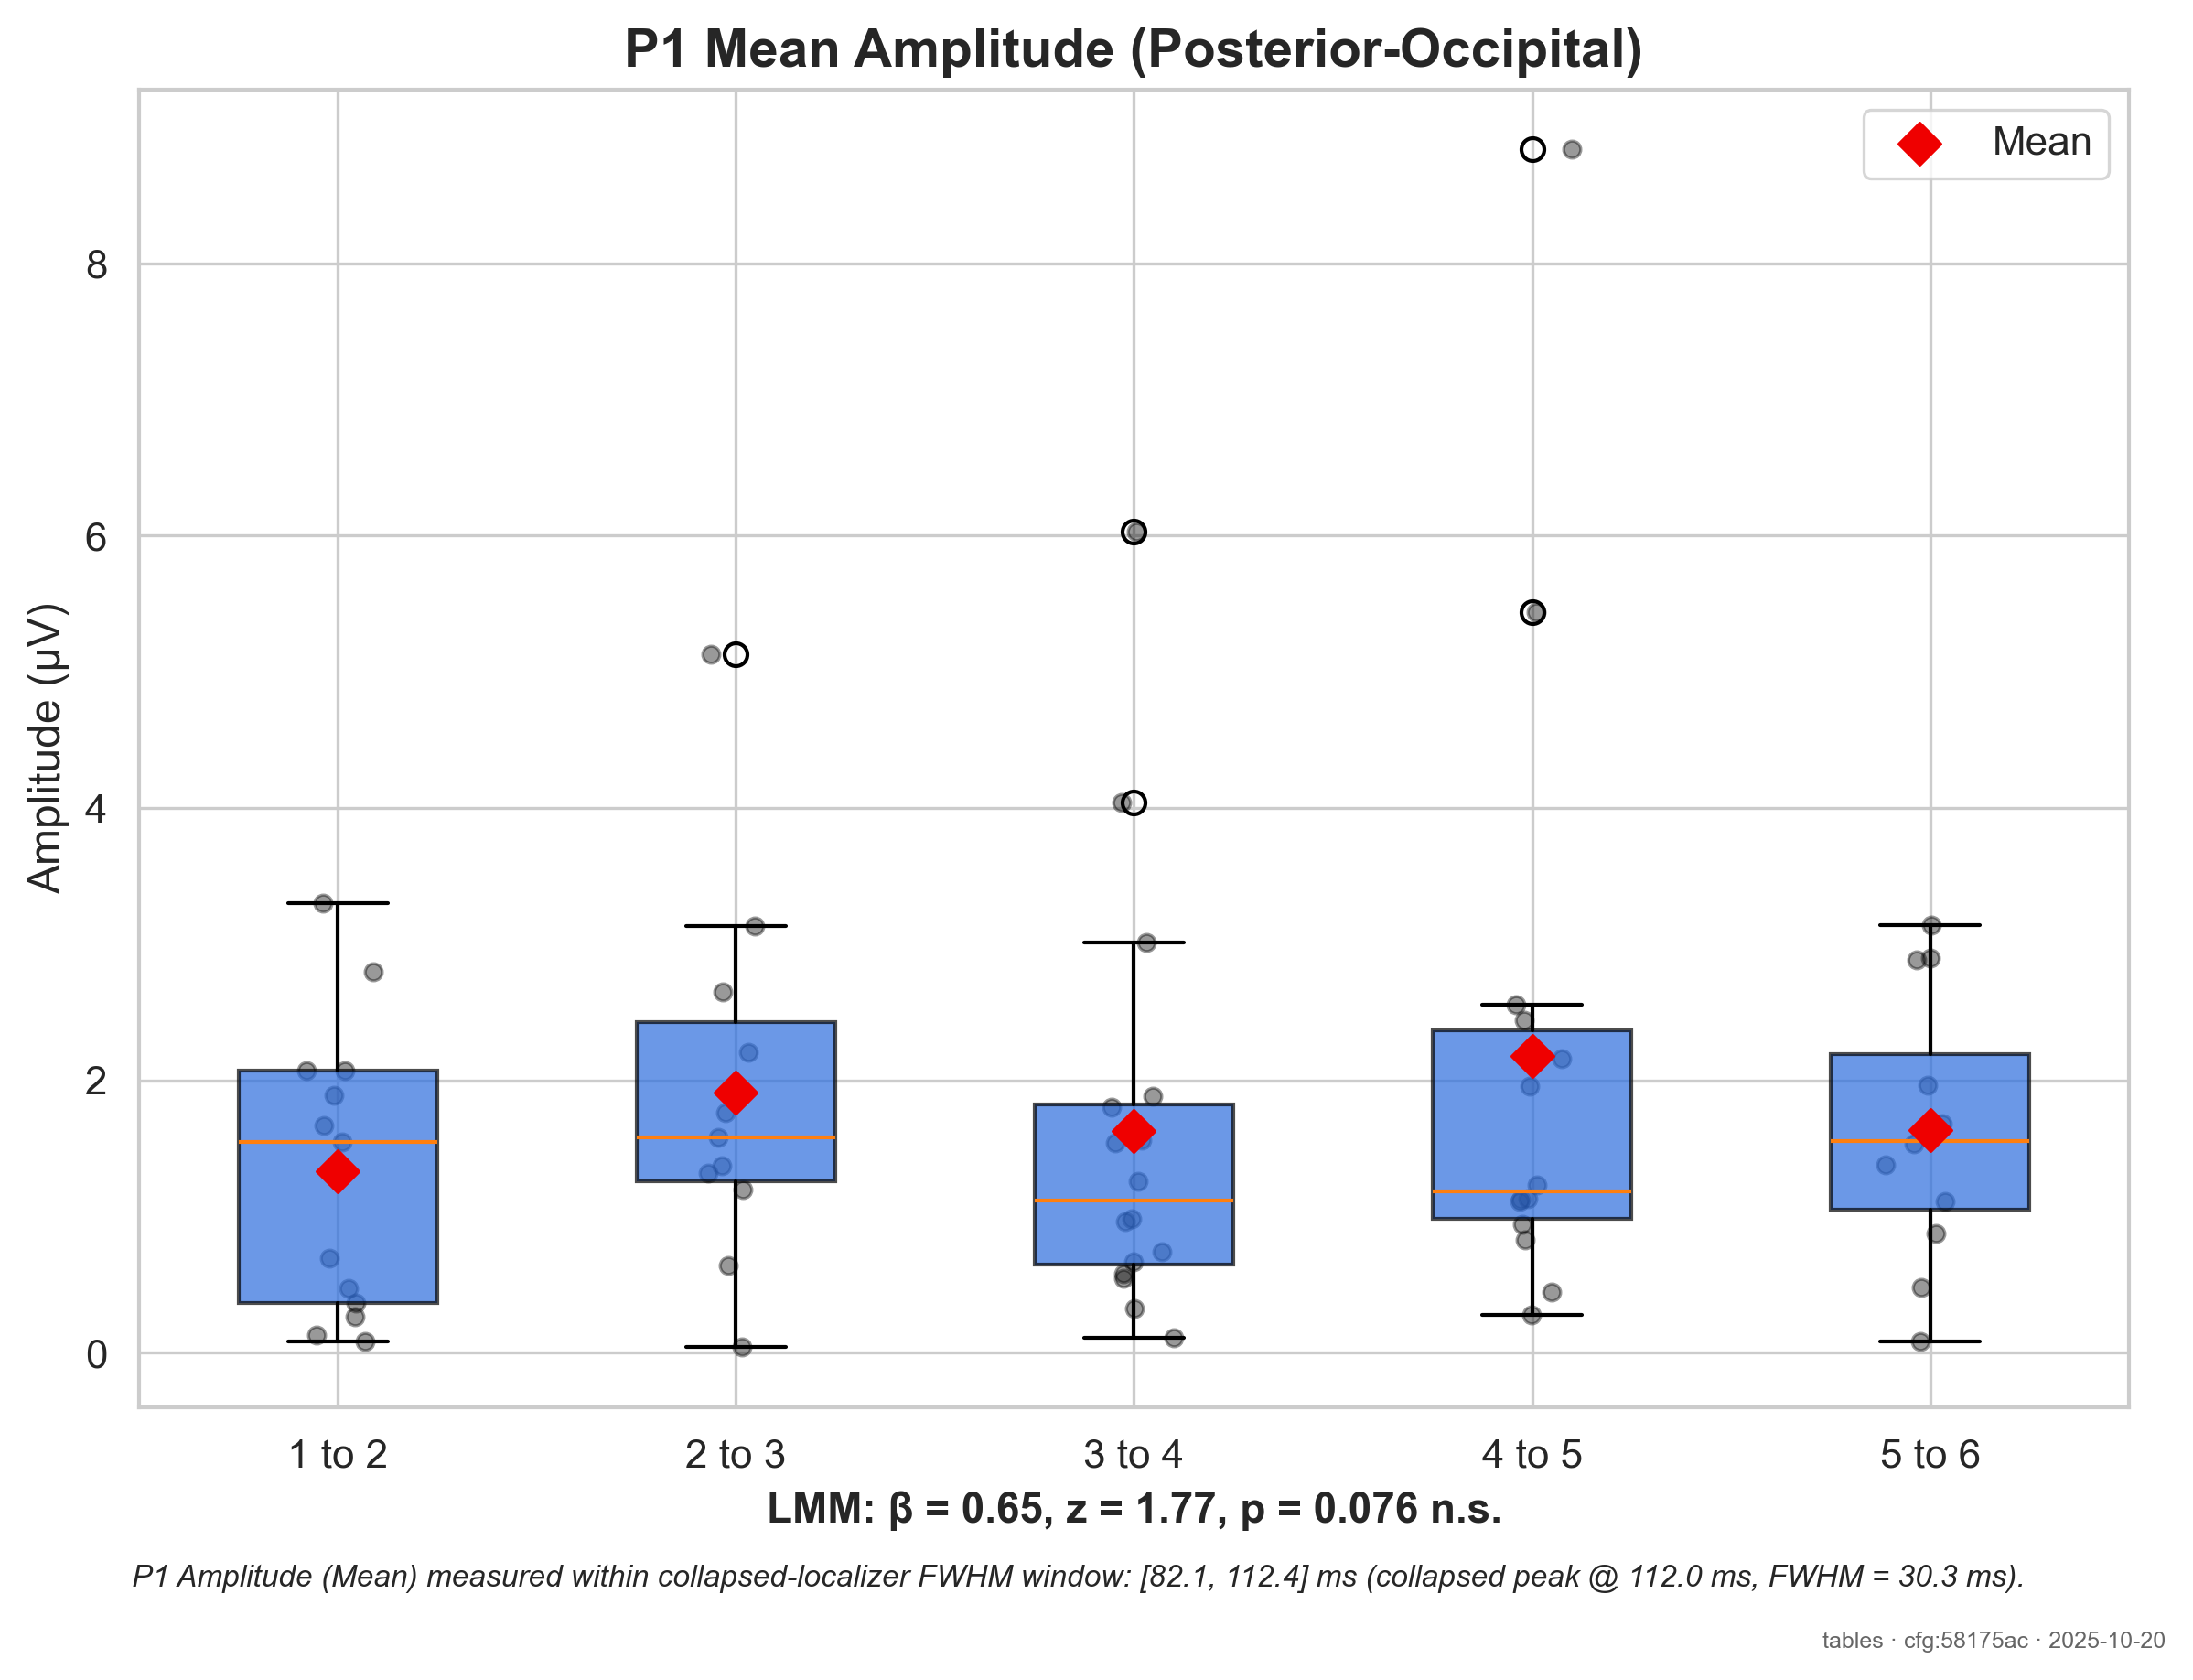 P1 Mean Amplitude (Posterior-Occipital)
Mean
Amplitude (µV)
8
6
4
2
0
1 to 2
2 to 3
3 to 4
4 to 5
5 to 6
LMM: β = 0.65, z = 1.77, p = 0.076 n.s.
P1 Amplitude (Mean) measured within collapsed-localizer FWHM window: [82.1, 112.4] ms (collapsed peak @ 112.0 ms, FWHM = 30.3 ms).
tables · cfg:58175ac · 2025-10-20